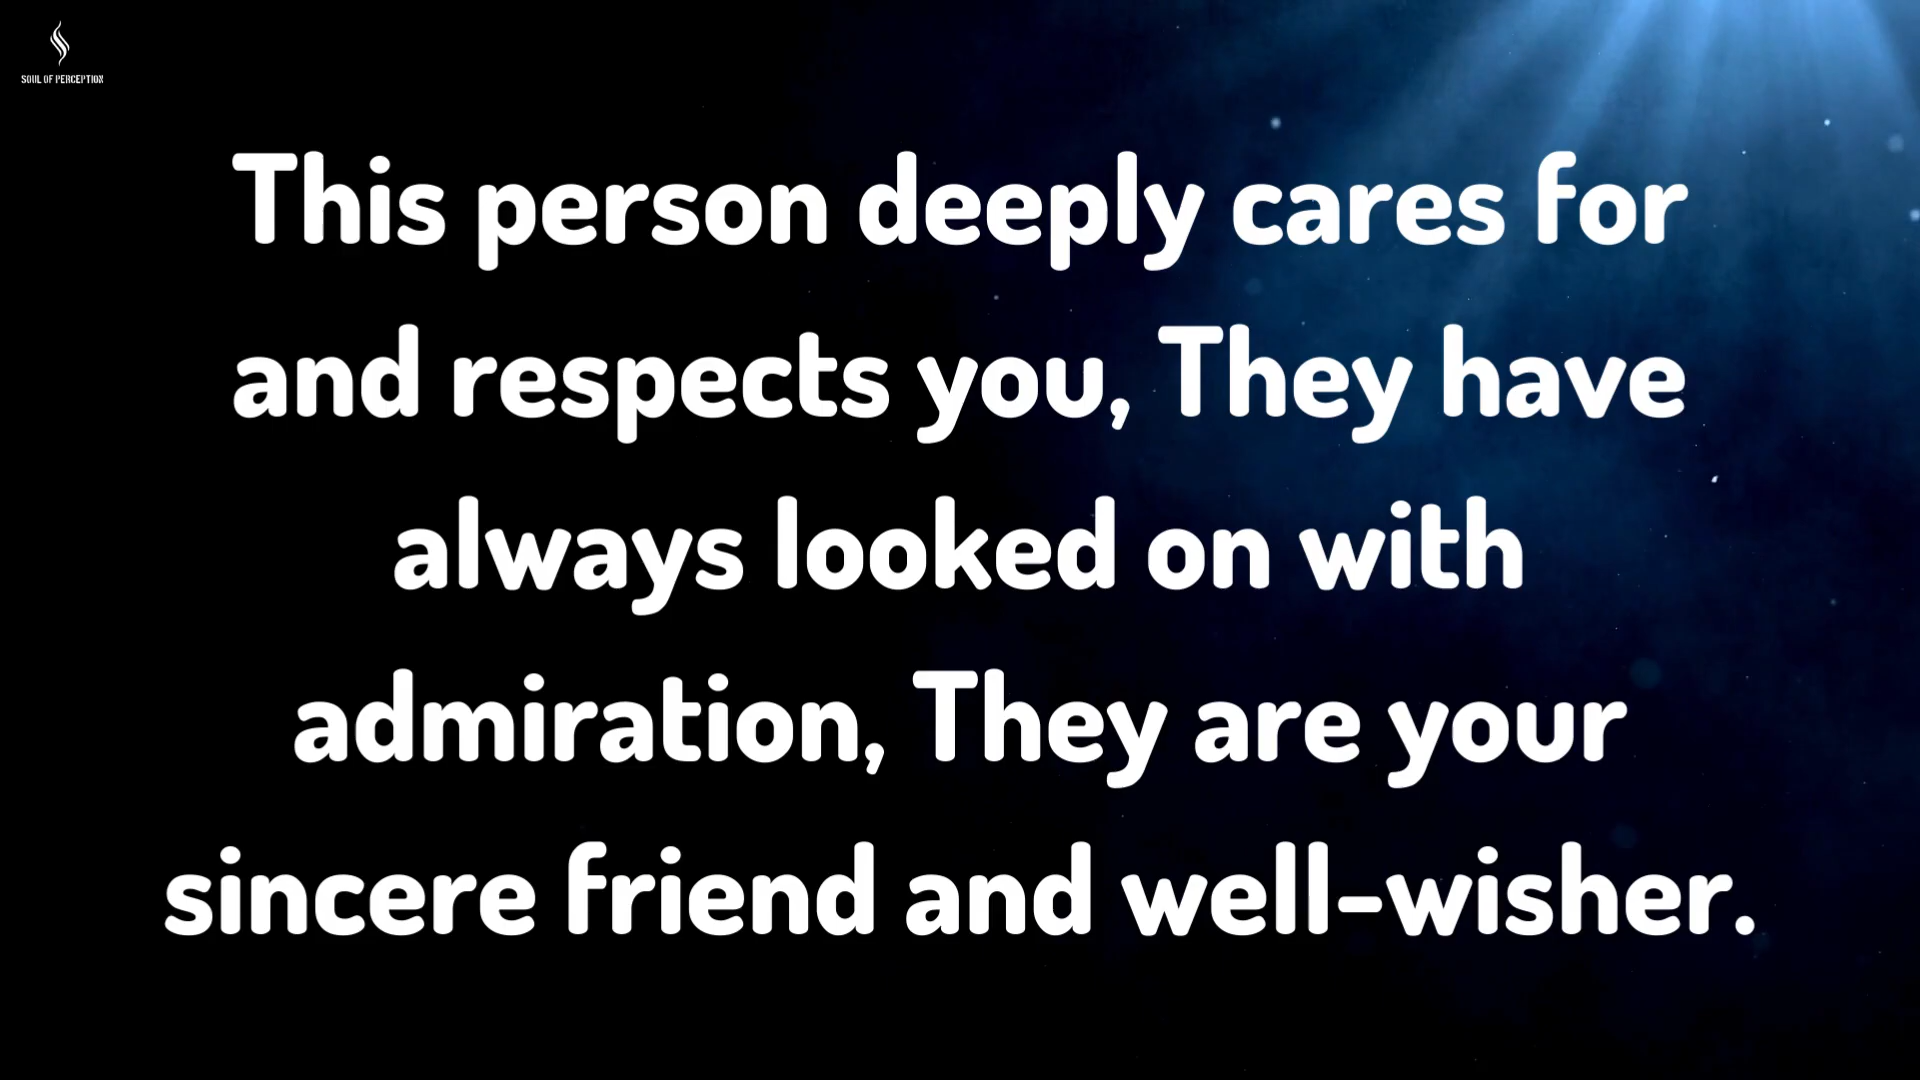 SOUL OF PERCEPTION
This person deeply cares for
and respects you, They have
always looked on with
admiration, They are your
sincere friend and well-wisher.